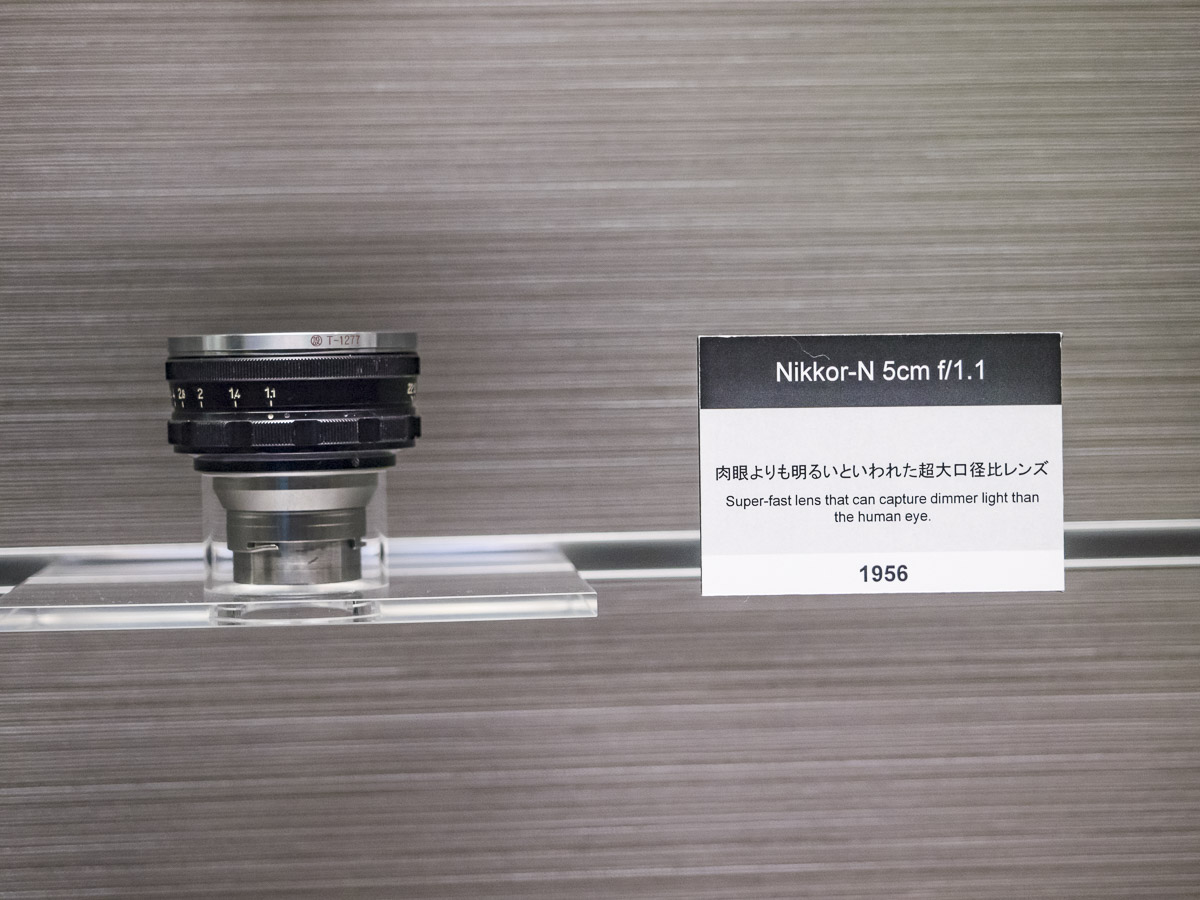 T-1277
2.8 2 1.4 1.1
Nikkor-N 5cm f/1.1
肉眼よりも明るいといわれた超大口径比レンズ
Super-fast lens that can capture dimmer light than
the human eye.
1956